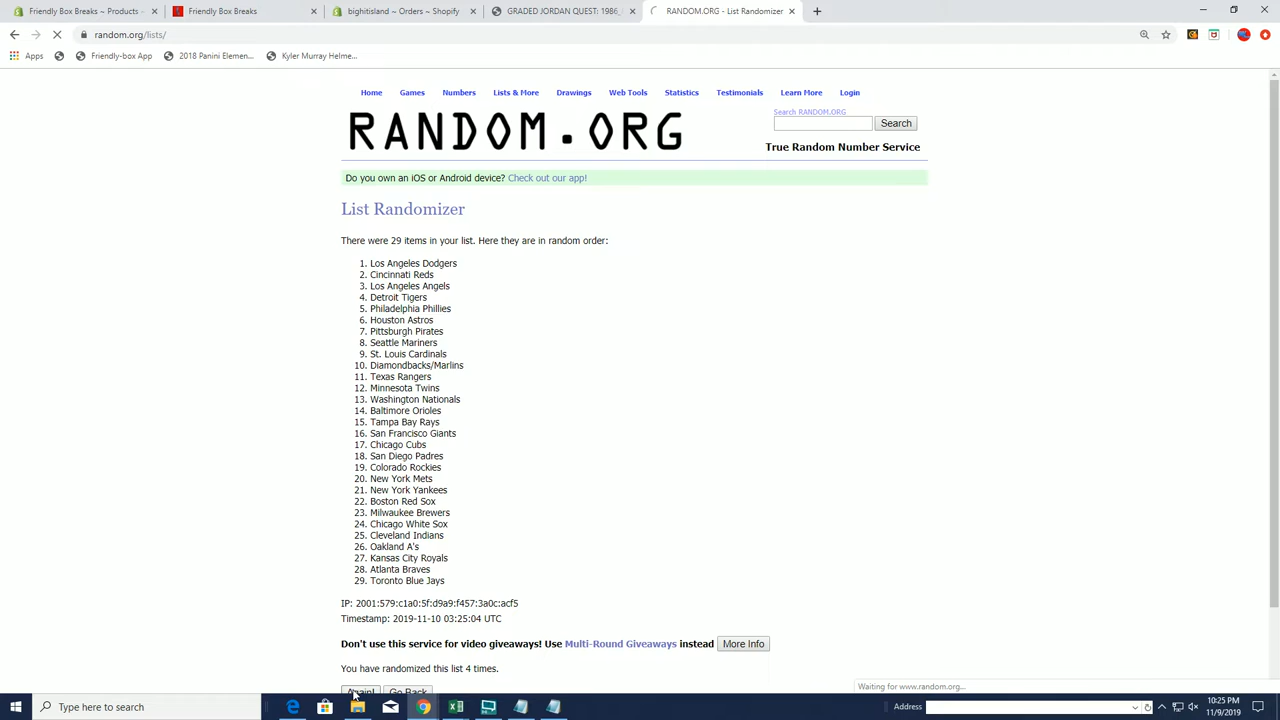 Friendly Box Breaks ~ Products
Friendly Box Breaks
bighitisland ~ Orders ~ Shopify
GRADED JORDAN QUEST: 1986_
RANDOM.ORG - List Randomizer
random.org/lists/
Apps
Friendly-box App
2018 Panini Elemen...
Kyler Murray Helme...
Home Games Numbers Lists & More Drawings Web Tools Statistics Testimonials Learn More Login
Search RANDOM.ORG
RANDOM.ORG
Search
True Random Number Service
Do you own an iOS or Android device? Check out our app!
List Randomizer
There were 29 items in your list. Here they are in random order:
1. Los Angeles Dodgers
2. Cincinnati Reds
3. Los Angeles Angels
4. Detroit Tigers
5. Philadelphia Phillies
6. Houston Astros
7. Pittsburgh Pirates
8. Seattle Mariners
9. St. Louis Cardinals
10. Diamondbacks/Marlins
11. Texas Rangers
12. Minnesota Twins
13. Washington Nationals
14. Baltimore Orioles
15. Tampa Bay Rays
16. San Francisco Giants
17. Chicago Cubs
18. San Diego Padres
19. Colorado Rockies
20. New York Mets
21. New York Yankees
22. Boston Red Sox
23. Milwaukee Brewers
24. Chicago White Sox
25. Cleveland Indians
26. Oakland A's
27. Kansas City Royals
28. Atlanta Braves
29. Toronto Blue Jays
IP: 2001:579:c1a0:5f:d9a9:f457:3a0c:acf5
Timestamp: 2019-11-10 03:25:04 UTC
Don't use this service for video giveaways! Use Multi-Round Giveaways instead More Info
You have randomized this list 4 times.
Again! Go Back
Waiting for www.random.org...
Type here to search
Address
10:25 PM
11/9/2019